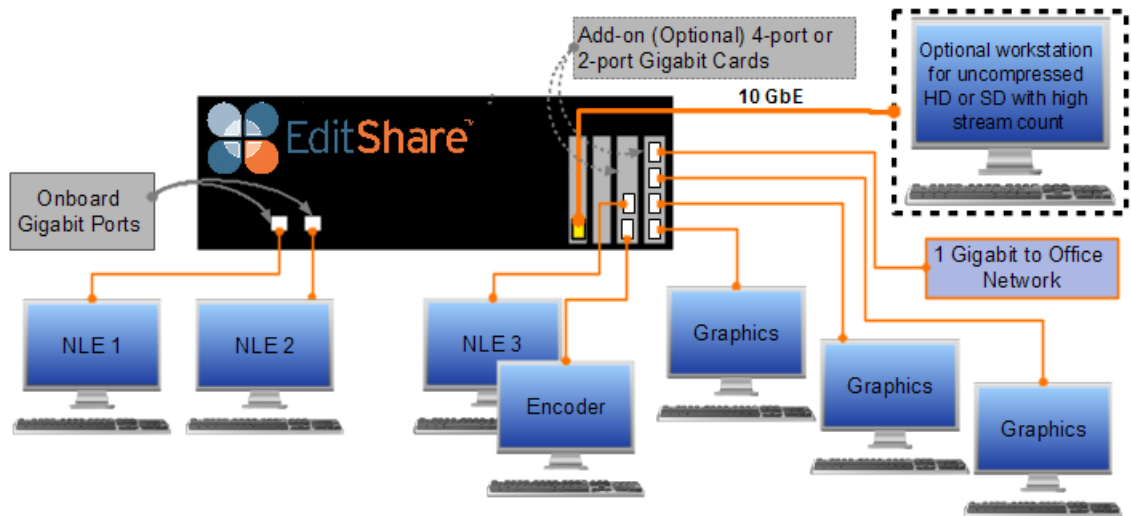 Add-on (Optional) 4-port or
2-port Gigabit Cards
10 GbE
Optional workstation
for uncompressed
HD or SD with high
stream count
EditShare™
Onboard
Gigabit Ports
1 Gigabit to Office
Network
NLE 1
NLE 2
NLE 3
Encoder
Graphics
Graphics
Graphics